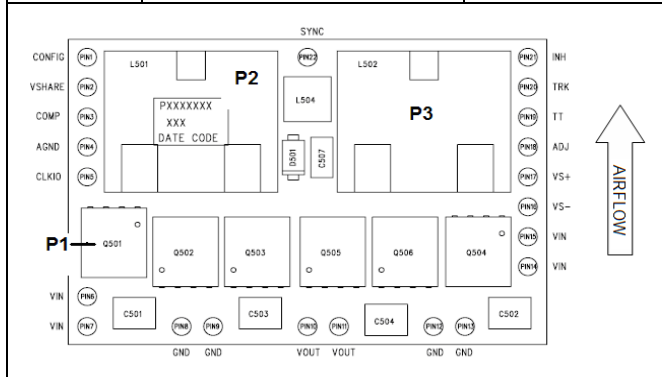 SYNC
CONFIG PIN1 L501 P2 PIN22 L502 PIN21 INH
VSHARE PIN2 L504 P3 PIN20 TRK
COMP PIN3 PXXXXXXX PIN19 TT
XXX
AGND PIN4 DATE CODE D501 C507 PIN18 ADJ
CLKIO PIN5 PIN17 VS+
PIN16 VS-
AIRFLOW
P1 Q501 Q502 Q503 Q505 Q506 Q504 PIN15 VIN
PIN14 VIN
VIN PIN6
VIN PIN7 C501 PIN8 PIN9 C503 PIN10 PIN11 C504 PIN12 PIN13 C502
GND GND VOUT VOUT GND GND